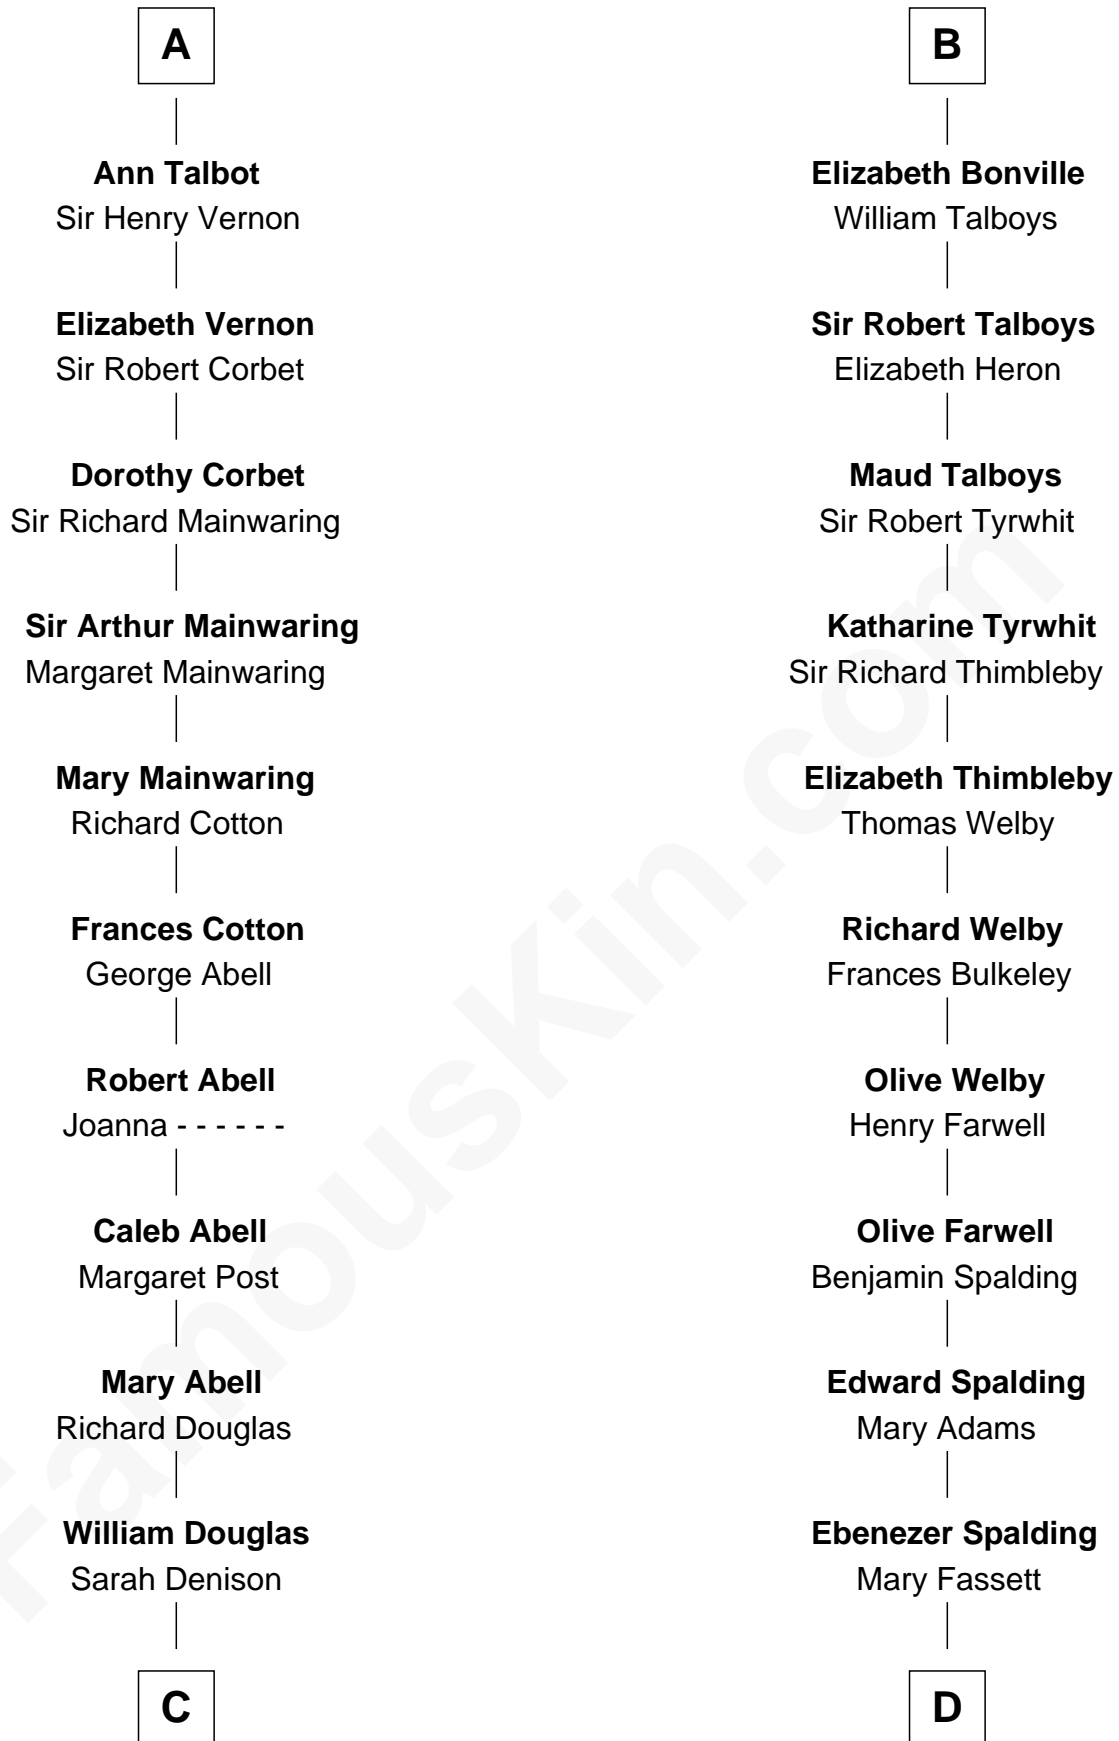 A
Ann Talbot
Sir Henry Vernon
Elizabeth Vernon
Sir Robert Corbet
Dorothy Corbet
Sir Richard Mainwaring
Sir Arthur Mainwaring
Margaret Mainwaring
Mary Mainwaring
Richard Cotton
Frances Cotton
George Abell
Robert Abell
Joanna - - - - - -
Caleb Abell
Margaret Post
Mary Abell
Richard Douglas
William Douglas
Sarah Denison
C
B
Elizabeth Bonville
William Talboys
Sir Robert Talboys
Elizabeth Heron
Maud Talboys
Sir Robert Tyrwhit
Katharine Tyrwhit
Sir Richard Thimbleby
Elizabeth Thimbleby
Thomas Welby
Richard Welby
Frances Bulkeley
Olive Welby
Henry Farwell
Olive Farwell
Benjamin Spalding
Edward Spalding
Mary Adams
Ebenezer Spalding
Mary Fassett
D
FamousKin.com